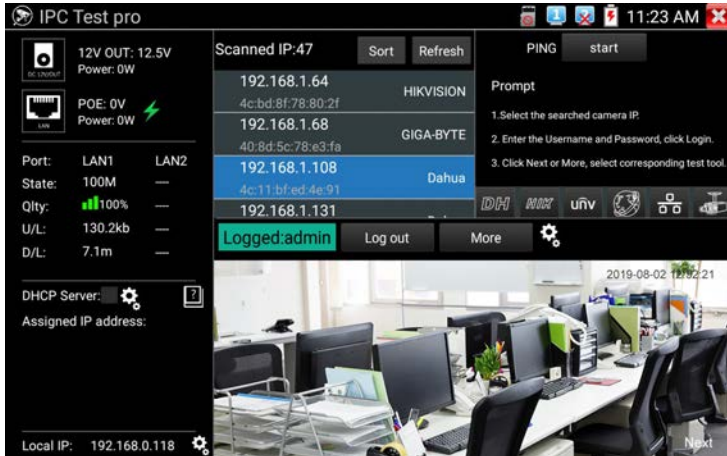 IPC Test pro
11:23 AM
12V OUT: 12.5V
Power: 0W
DC 12V/OUT
POE: 0V
Power: 0W
LAN
Port: LAN1 LAN2
State: 100M ---
Qlty: 100% ---
U/L: 130.2kb ---
D/L: 7.1m ---
DHCP Server: ?
Assigned IP address:
Local IP: 192.168.0.118
Scanned IP:47 Sort Refresh
192.168.1.64 HIKVISION
4c:bd:8f:78:80:2f
192.168.1.68 GIGA-BYTE
40:8d:5c:78:e3:fa
192.168.1.108 Dahua
4c:11:bf:ed:4e:91
192.168.1.131
PING start
Prompt
1.Select the searched camera IP.
2. Enter the Username and Password, click Login.
3. Click Next or More, select corresponding test tool.
DH HIK unv
Logged:admin Log out More
2019-08-02
Next